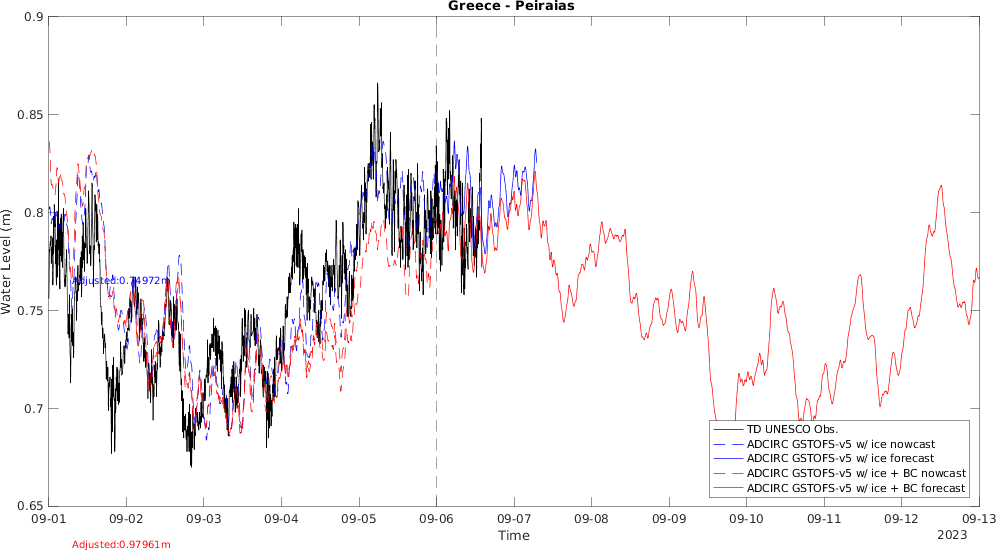 Greece - Peiraias
0.9
0.85
0.8
0.75
0.7
0.65
Water Level (m)
Adjusted:0.74972m
TD UNESCO Obs.
ADCIRC GSTOFS-v5 w/ ice nowcast
ADCIRC GSTOFS-v5 w/ ice forecast
ADCIRC GSTOFS-v5 w/ ice + BC nowcast
ADCIRC GSTOFS-v5 w/ ice + BC forecast
09-01 09-02 09-03 09-04 09-05 09-06 09-07 09-08 09-09 09-10 09-11 09-12 09-13
Time
2023
Adjusted:0.97961m